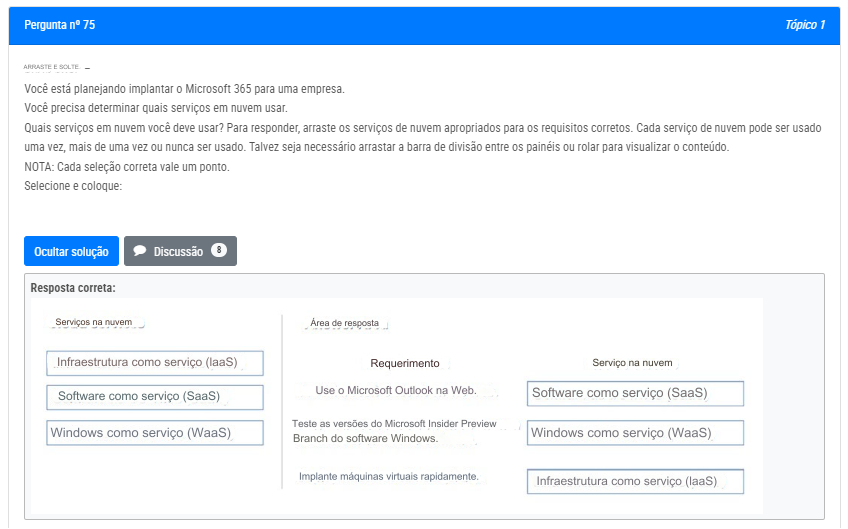 Pergunta nº 75
Tópico 1
ARRASTE E SOLTE –
Você está planejando implantar o Microsoft 365 para uma empresa.
Você precisa determinar quais serviços em nuvem usar.
Quais serviços em nuvem você deve usar? Para responder, arraste os serviços de nuvem apropriados para os requisitos corretos. Cada serviço de nuvem pode ser usado
uma vez, mais de uma vez ou nunca ser usado. Talvez seja necessário arrastar a barra de divisão entre os painéis ou rolar para visualizar o conteúdo.
NOTA: Cada seleção correta vale um ponto.
Selecione e coloque:
Ocultar solução
Discussão 8
Resposta correta:
Serviços na nuvem
Infraestrutura como serviço (IaaS)
Software como serviço (SaaS)
Windows como serviço (WaaS)
Área de resposta
Requerimento
Serviço na nuvem
Use o Microsoft Outlook na Web.
Software como serviço (SaaS)
Teste as versões do Microsoft Insider Preview
Branch do software Windows.
Windows como serviço (WaaS)
Implante máquinas virtuais rapidamente.
Infraestrutura como serviço (IaaS)